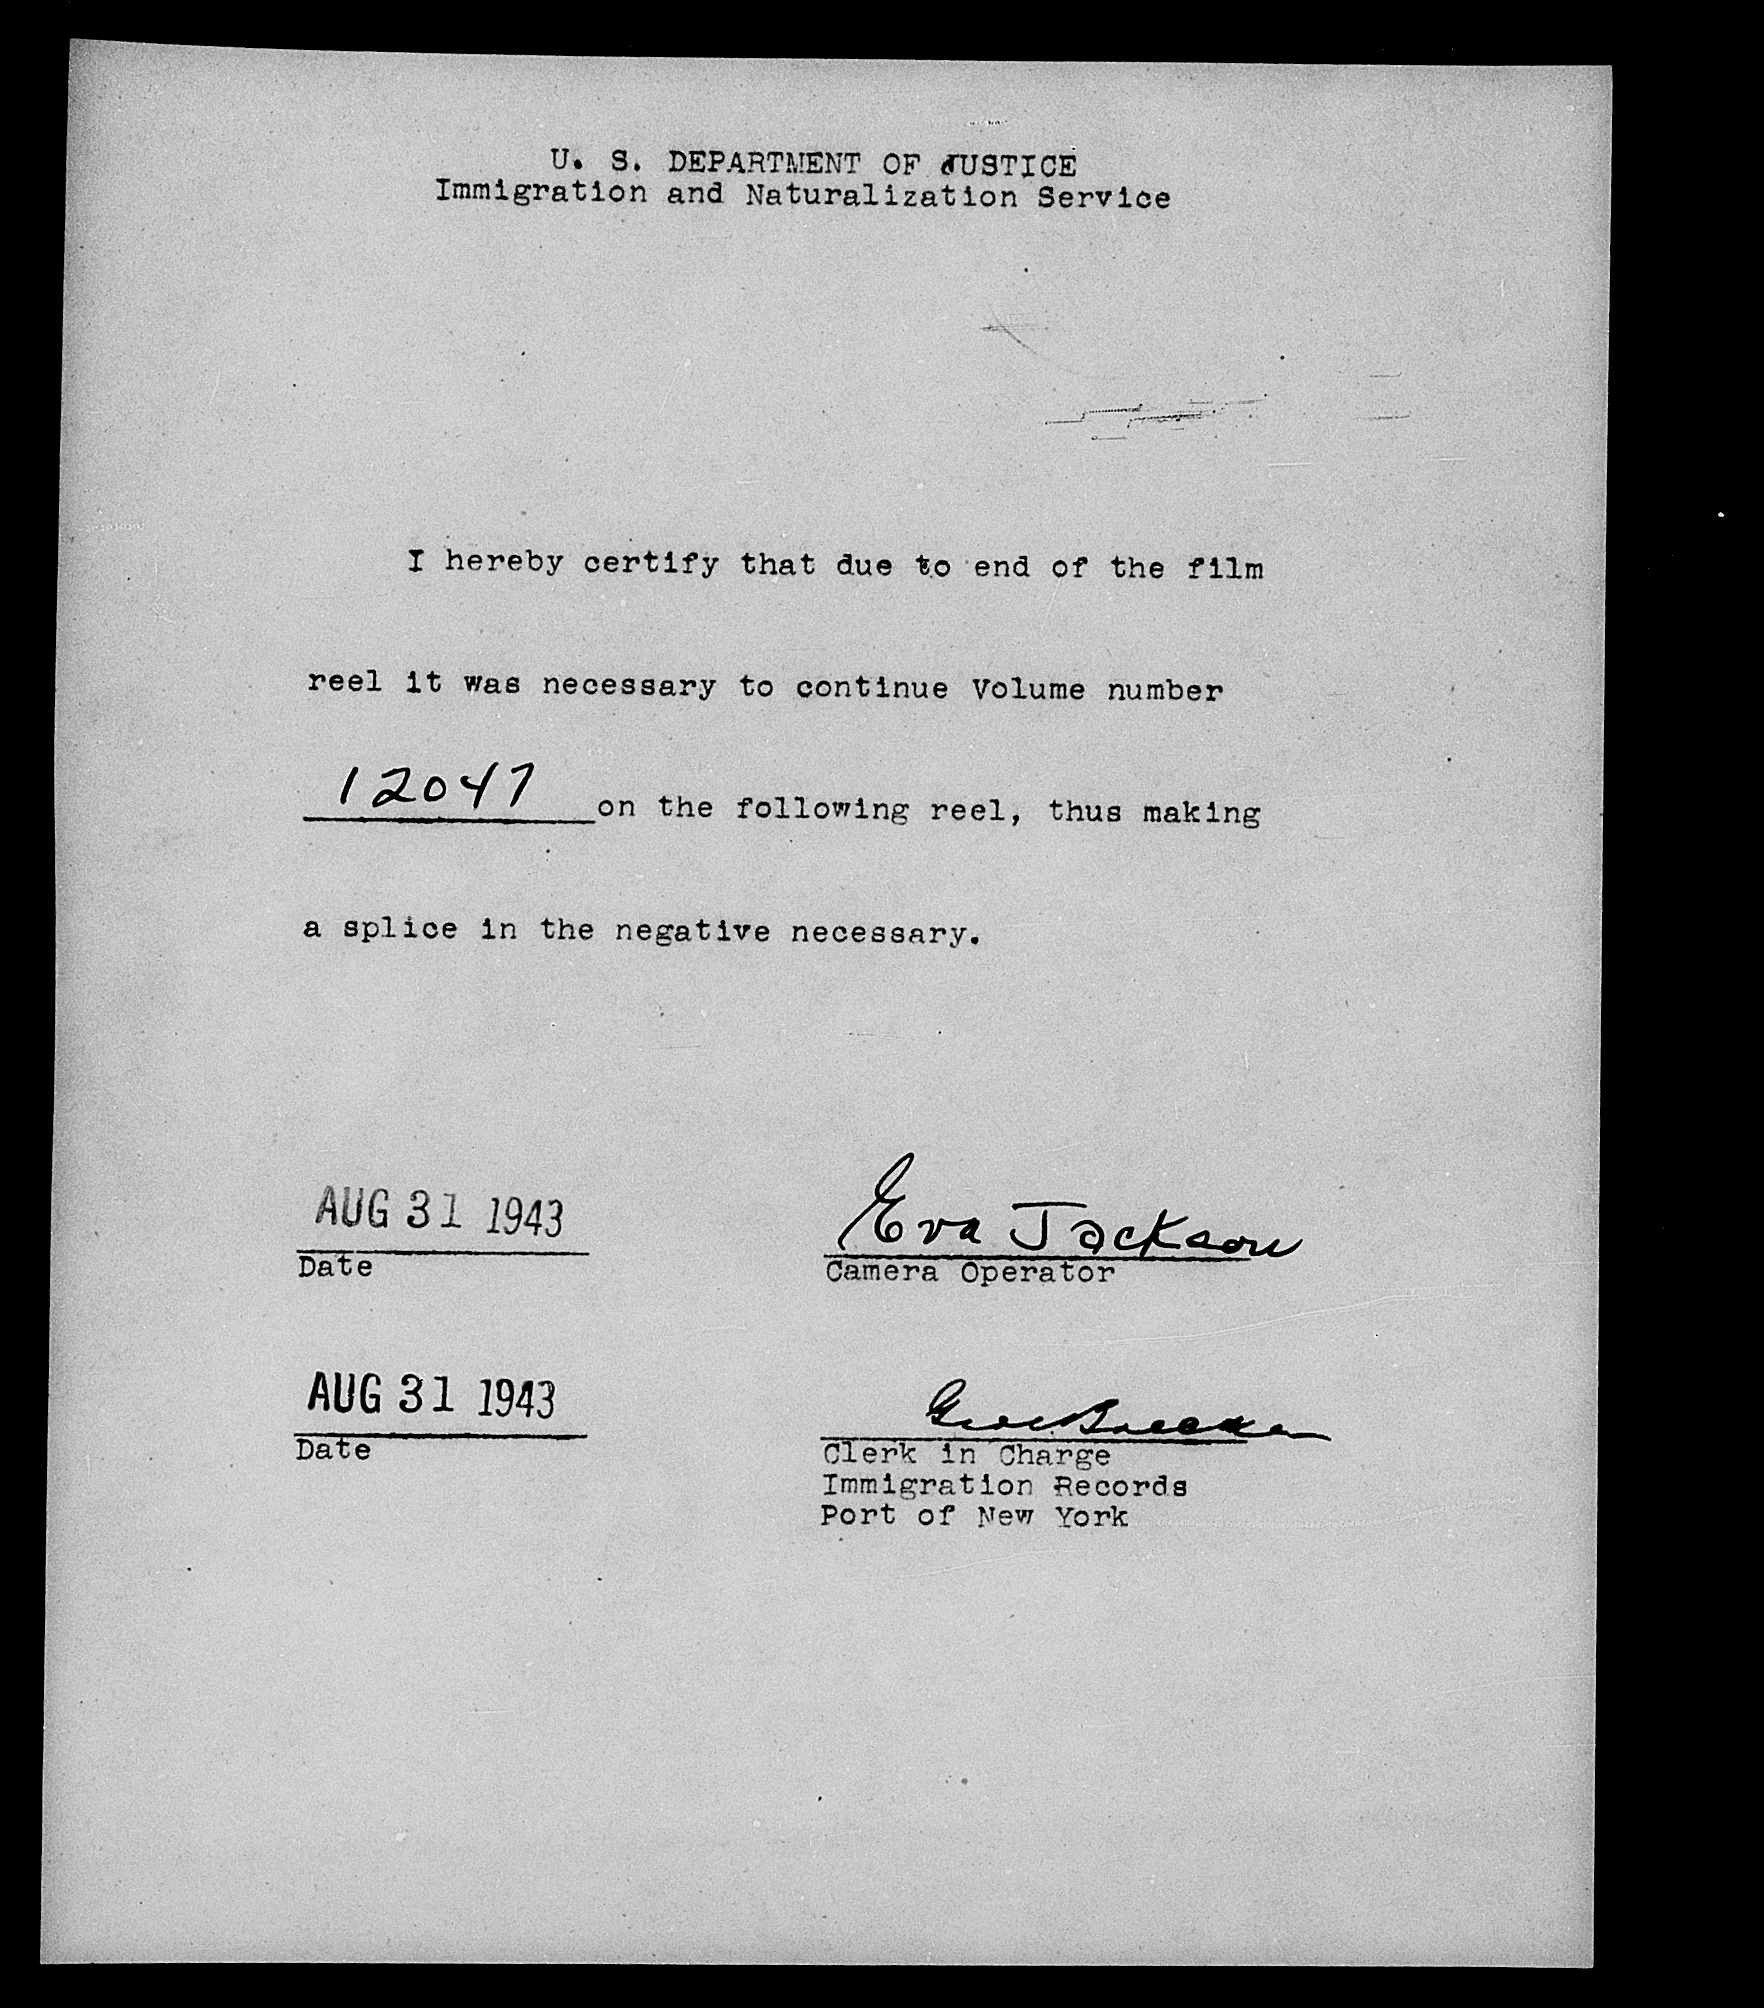 U. S. DEPARTMENT OF JUSTICE
Immigration and Naturalization Service
I hereby certify that due to end of the film
reel it was necessary to continue Volume number
12047 on the following reel, thus making
a splice in the negative necessary.
AUG 31 1943
Eva Jackson
Date
Camera Operator
AUG 31 1943
Date
Clerk in Charge
Immigration Records
Port of New York